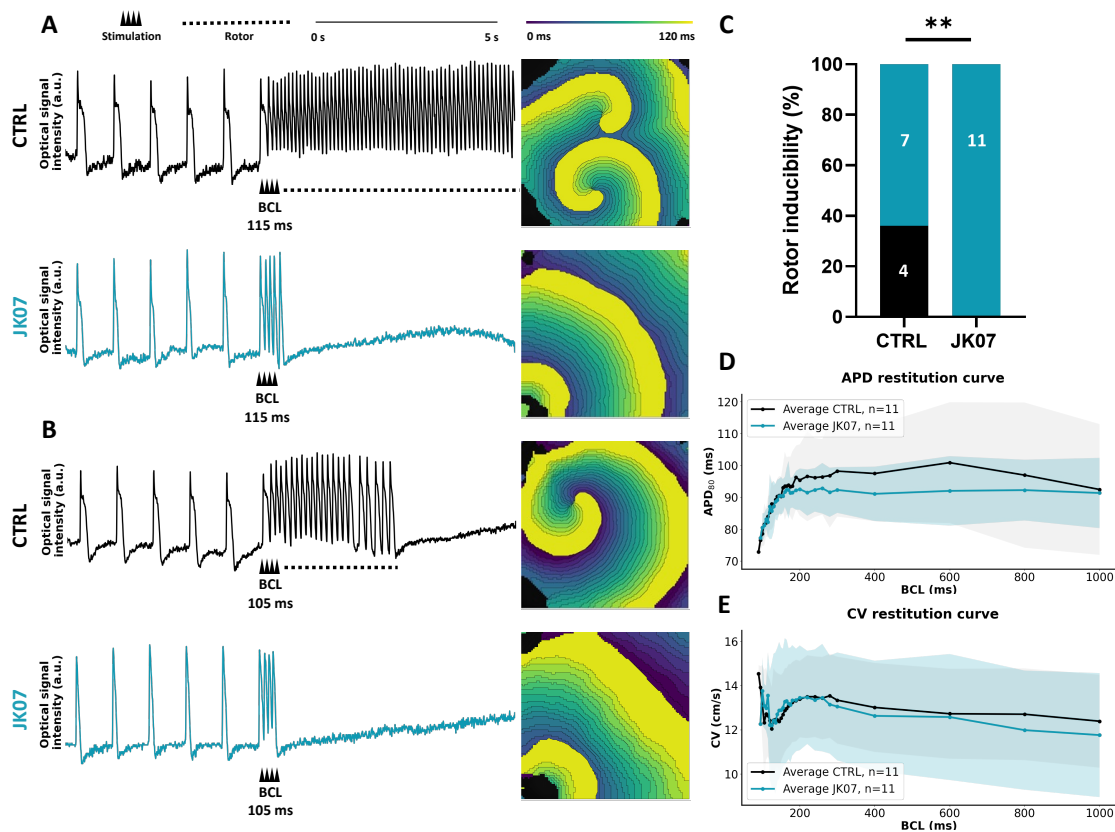 A
Stimulation
Rotor
0 s
5 s
0 ms
120 ms
CTRL
Optical signal
intensity (a.u.)
BCL
115 ms
JK07
Optical signal
intensity (a.u.)
BCL
115 ms
B
CTRL
Optical signal
intensity (a.u.)
BCL
105 ms
JK07
Optical signal
intensity (a.u.)
BCL
105 ms
C
**
Rotor inducibility (%)
100
80
60
40
20
0
7
11
4
CTRL
JK07
D
APD restitution curve
Average CTRL, n=11
Average JK07, n=11
APD₈₀ (ms)
120
110
100
90
80
70
200
400
600
800
1000
BCL (ms)
E
CV restitution curve
CV (cm/s)
16
14
12
10
Average CTRL, n=11
Average JK07, n=11
200
400
600
800
1000
BCL (ms)